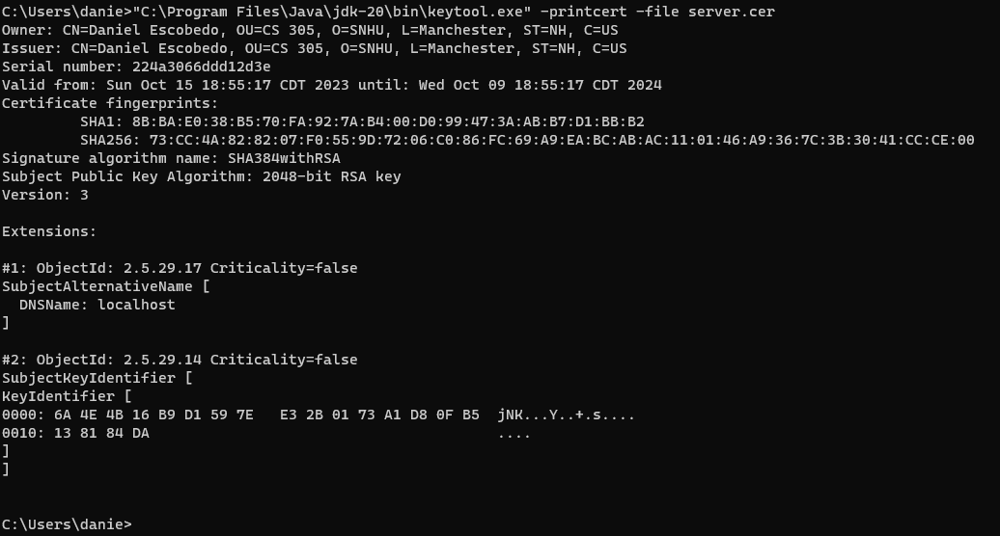 C:\Users\danie>"C:\Program Files\Java\jdk-20\bin\keytool.exe" -printcert -file server.cer
Owner: CN=Daniel Escobedo, OU=CS 305, O=SNHU, L=Manchester, ST=NH, C=US
Issuer: CN=Daniel Escobedo, OU=CS 305, O=SNHU, L=Manchester, ST=NH, C=US
Serial number: 224a3066ddd12d3e
Valid from: Sun Oct 15 18:55:17 CDT 2023 until: Wed Oct 09 18:55:17 CDT 2024
Certificate fingerprints:
         SHA1: 8B:BA:E0:38:B5:70:FA:92:7A:B4:00:D0:99:47:3A:AB:B7:D1:BB:B2
         SHA256: 73:CC:4A:82:82:07:F0:55:9D:72:06:C0:86:FC:69:A9:EA:BC:AB:AC:11:01:46:A9:36:7C:3B:30:41:CC:CE:00
Signature algorithm name: SHA384withRSA
Subject Public Key Algorithm: 2048-bit RSA key
Version: 3
Extensions:
#1: ObjectId: 2.5.29.17 Criticality=false
SubjectAlternativeName [
  DNSName: localhost
]
#2: ObjectId: 2.5.29.14 Criticality=false
SubjectKeyIdentifier [
KeyIdentifier [
0000: 6A 4E 4B 16 B9 D1 59 7E   E3 2B 01 73 A1 D8 0F B5  jNK...Y..+.s....
0010: 13 81 84 DA                                        ....
]
]
C:\Users\danie>